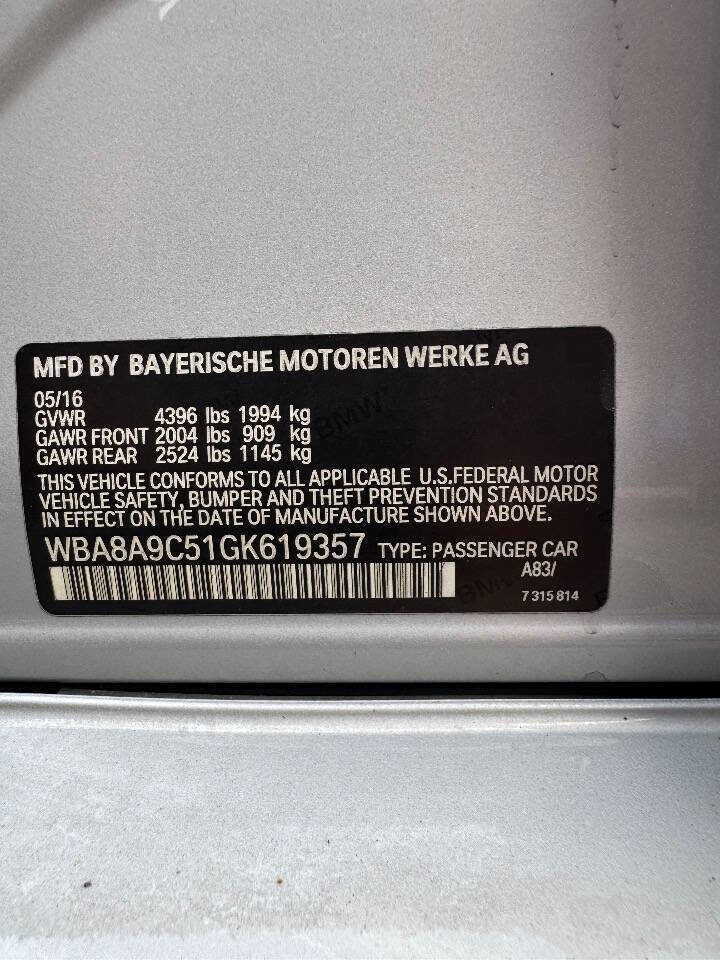 MFD BY BAYERISCHE MOTOREN WERKE AG
05/16
GVWR 4396 lbs 1994 kg
GAWR FRONT 2004 lbs 909 kg
GAWR REAR 2524 lbs 1145 kg
THIS VEHICLE CONFORMS TO ALL APPLICABLE U.S.FEDERAL MOTOR
VEHICLE SAFETY, BUMPER AND THEFT PREVENTION STANDARDS
IN EFFECT ON THE DATE OF MANUFACTURE SHOWN ABOVE.
WBA8A9C51GK619357 TYPE: PASSENGER CAR
A83/
7 315 814
BMW
BMW